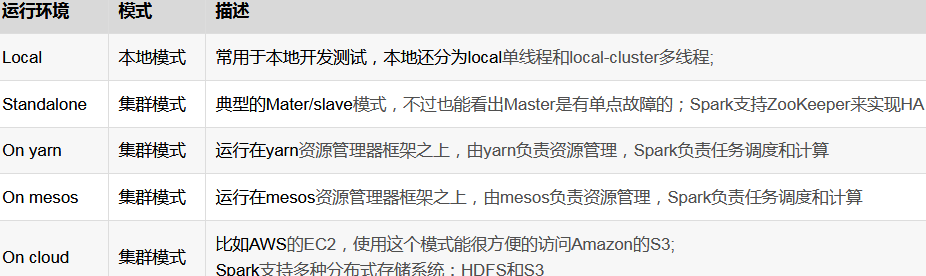 运行环境 模式 描述
Local 本地模式 常用于本地开发测试，本地还分为local单线程和local-cluster多线程;
Standalone 集群模式 典型的Mater/slave模式，不过也能看出Master是有单点故障的；Spark支持ZooKeeper来实现HA
On yarn 集群模式 运行在yarn资源管理器框架之上，由yarn负责资源管理，Spark负责任务调度和计算
On mesos 集群模式 运行在mesos资源管理器框架之上，由mesos负责资源管理，Spark负责任务调度和计算
On cloud 集群模式 比如AWS的EC2，使用这个模式能很方便的访问Amazon的S3;
Spark支持多种分布式存储系统：HDFS和S3